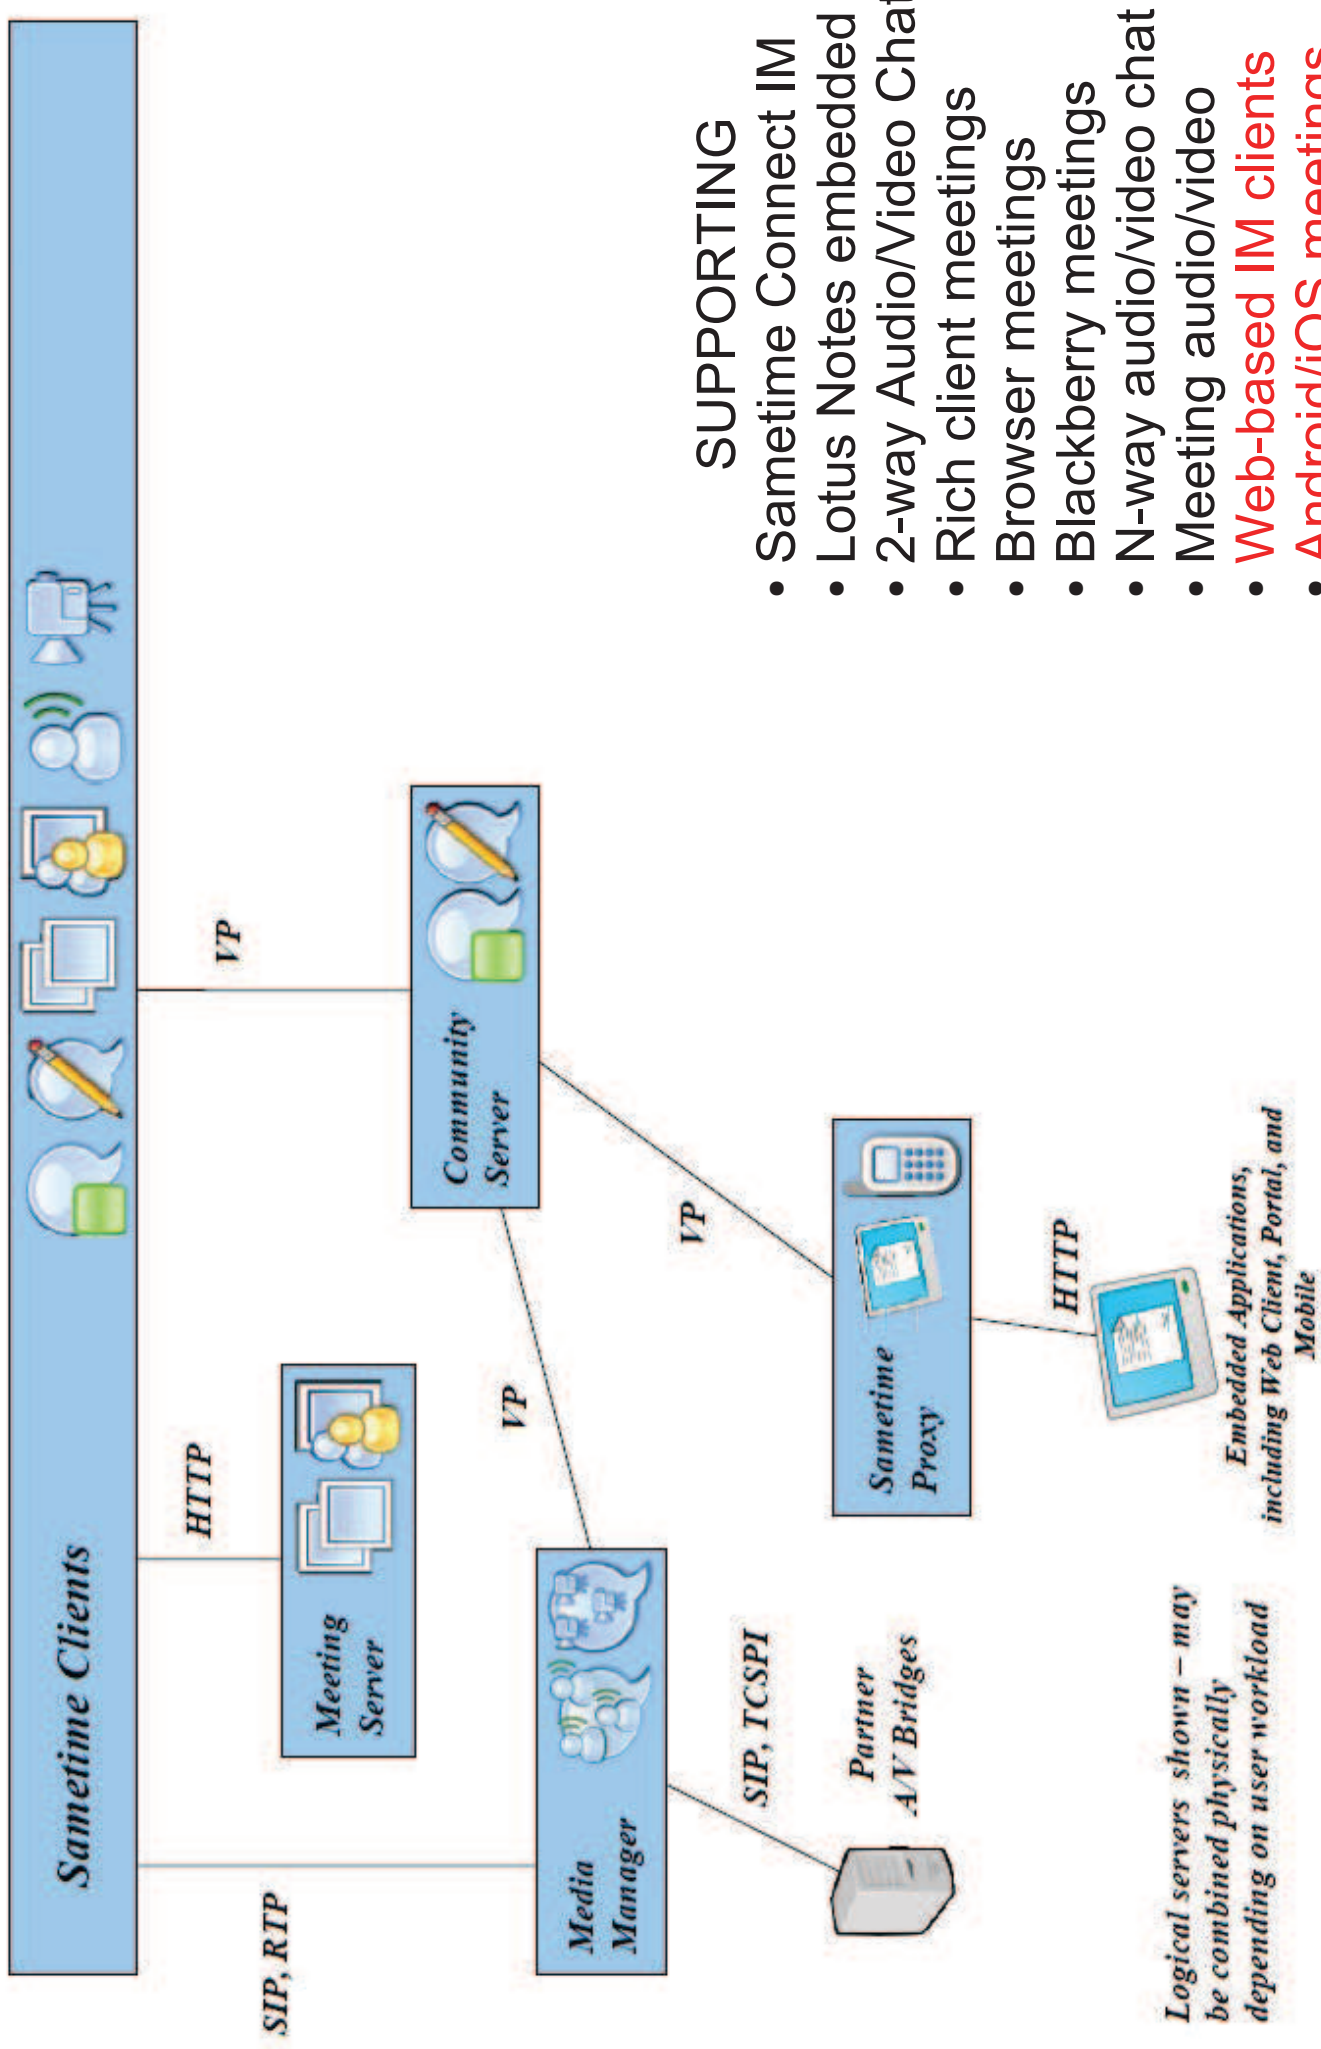 Sametime Clients
SIP, RTP
HTTP
VP
Meeting
Server
Community
Server
VP
Media
Manager
VP
SIP, TCSPI
Sametime
Proxy
Partner
A/V Bridges
HTTP
Embedded Applications,
including Web Client, Portal, and
Mobile
Logical servers shown – may
be combined physically
depending on user workload
SUPPORTING
• Sametime Connect IM
• Lotus Notes embedded
• 2-way Audio/Video Chat
• Rich client meetings
• Browser meetings
• Blackberry meetings
• N-way audio/video chat
• Meeting audio/video
• Web-based IM clients
• Android/iOS meetings